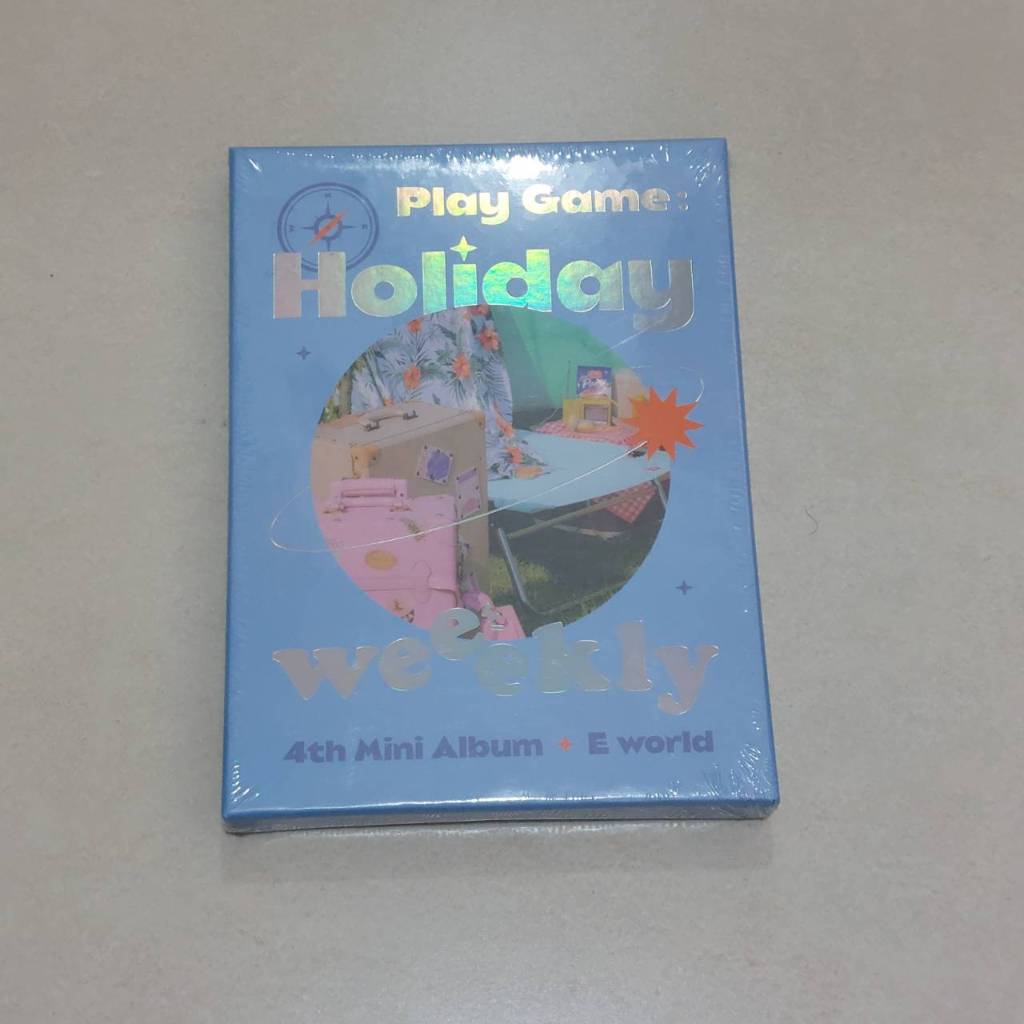 Play Game:
Holiday
weeekly
4th Mini Album ✦ E world